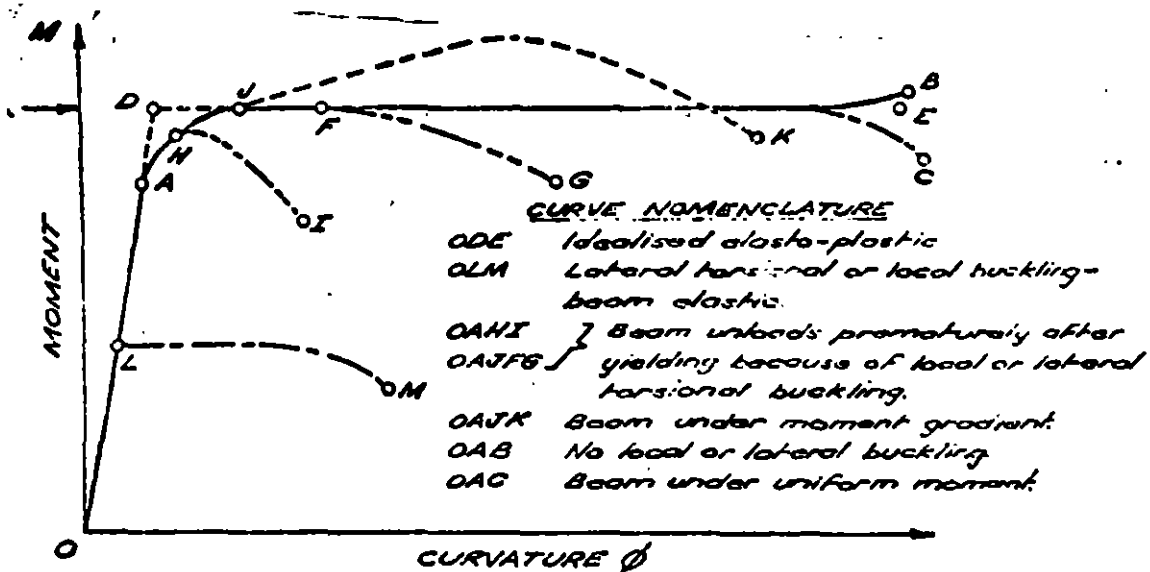 M
D
J
B
E
F
H
K
A
C
G
I
CURVE NOMENCLATURE
ODE Idealised elasto-plastic
OLM Lateral torsional or local buckling-
beam elastic.
OAHI } Beam unloads prematurely after
OAJFG yielding because of local or lateral
torsional buckling.
OAJK Beam under moment gradient.
OAB No local or lateral buckling
OAC Beam under uniform moment.
L
M
MOMENT
O
CURVATURE Ø